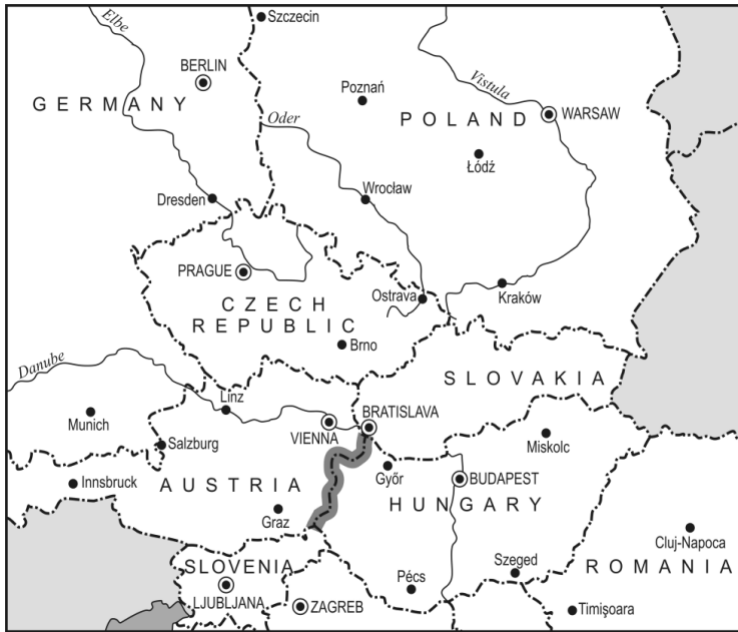 Elbe
Szczecin
BERLIN
Poznań
Vistula
GERMANY
Oder
POLAND
WARSAW
Łódź
Dresden
Wrocław
PRAGUE
Ostrava
Kraków
CZECH
REPUBLIC
Brno
Danube
SLOVAKIA
Linz
Munich
BRATISLAVA
VIENNA
Salzburg
Miskolc
Győr
BUDAPEST
Innsbruck
AUSTRIA
HUNGARY
Graz
Cluj-Napoca
SLOVENIA
Szeged
ROMANIA
Pécs
LJUBLJANA
ZAGREB
Timişoara